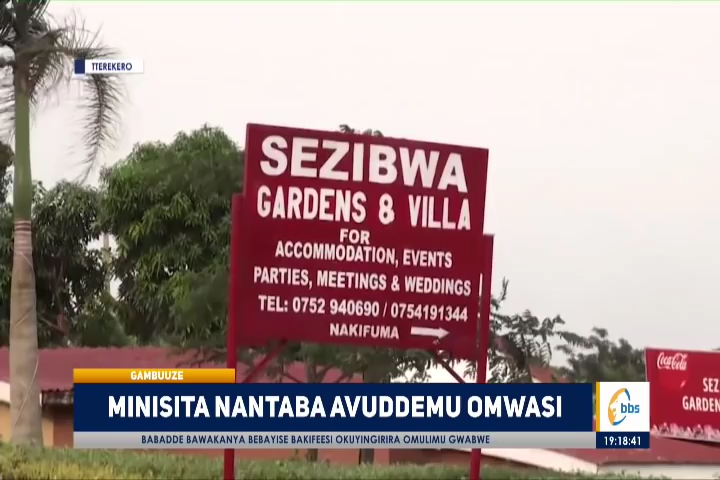 TTEREKERO
SEZIBWA
GARDENS & VILLA
FOR
ACCOMMODATION, EVENTS
PARTIES, MEETINGS & WEDDINGS
TEL: 0752 940690 / 0754191344
NAKIFUMA
Coca-Cola
SEZ
GARDEN
GAMBUUZE
MINISITA NANTABA AVUDDEMU OMWASI
bbs
BABADDE BAWAKANYA BEBAYISE BAKIFEESI OKUYINGIRIRA OMULIMU GWABWE
19:18:41